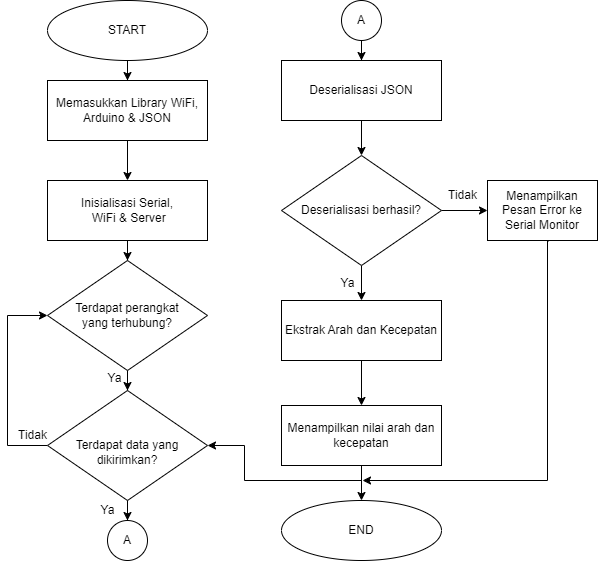 START
Memasukkan Library WiFi,
Arduino & JSON
Inisialisasi Serial,
WiFi & Server
Terdapat perangkat
yang terhubung?
Ya
Terdapat data yang
dikirimkan?
Tidak
Ya
A
A
Deserialisasi JSON
Deserialisasi berhasil?
Tidak
Menampilkan
Pesan Error ke
Serial Monitor
Ya
Ekstrak Arah dan Kecepatan
Menampilkan nilai arah dan
kecepatan
END